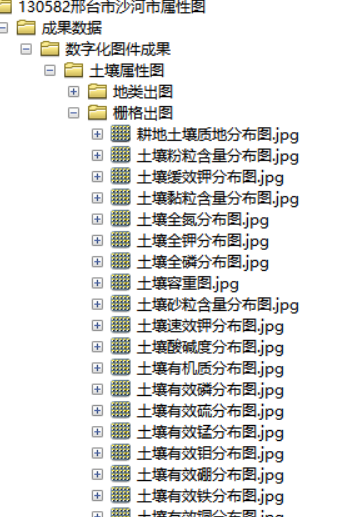 130582邢台市沙河市属性图
成果数据
数字化图件成果
土壤属性图
地类出图
栅格出图
耕地土壤质地分布图.jpg
土壤粉粒含量分布图.jpg
土壤缓效钾分布图.jpg
土壤黏粒含量分布图.jpg
土壤全氮分布图.jpg
土壤全钾分布图.jpg
土壤全磷分布图.jpg
土壤容重图.jpg
土壤砂粒含量分布图.jpg
土壤速效钾分布图.jpg
土壤酸碱度分布图.jpg
土壤有机质分布图.jpg
土壤有效磷分布图.jpg
土壤有效硫分布图.jpg
土壤有效锰分布图.jpg
土壤有效钼分布图.jpg
土壤有效硼分布图.jpg
土壤有效铁分布图.jpg
土壤有效铜分布图.jpg